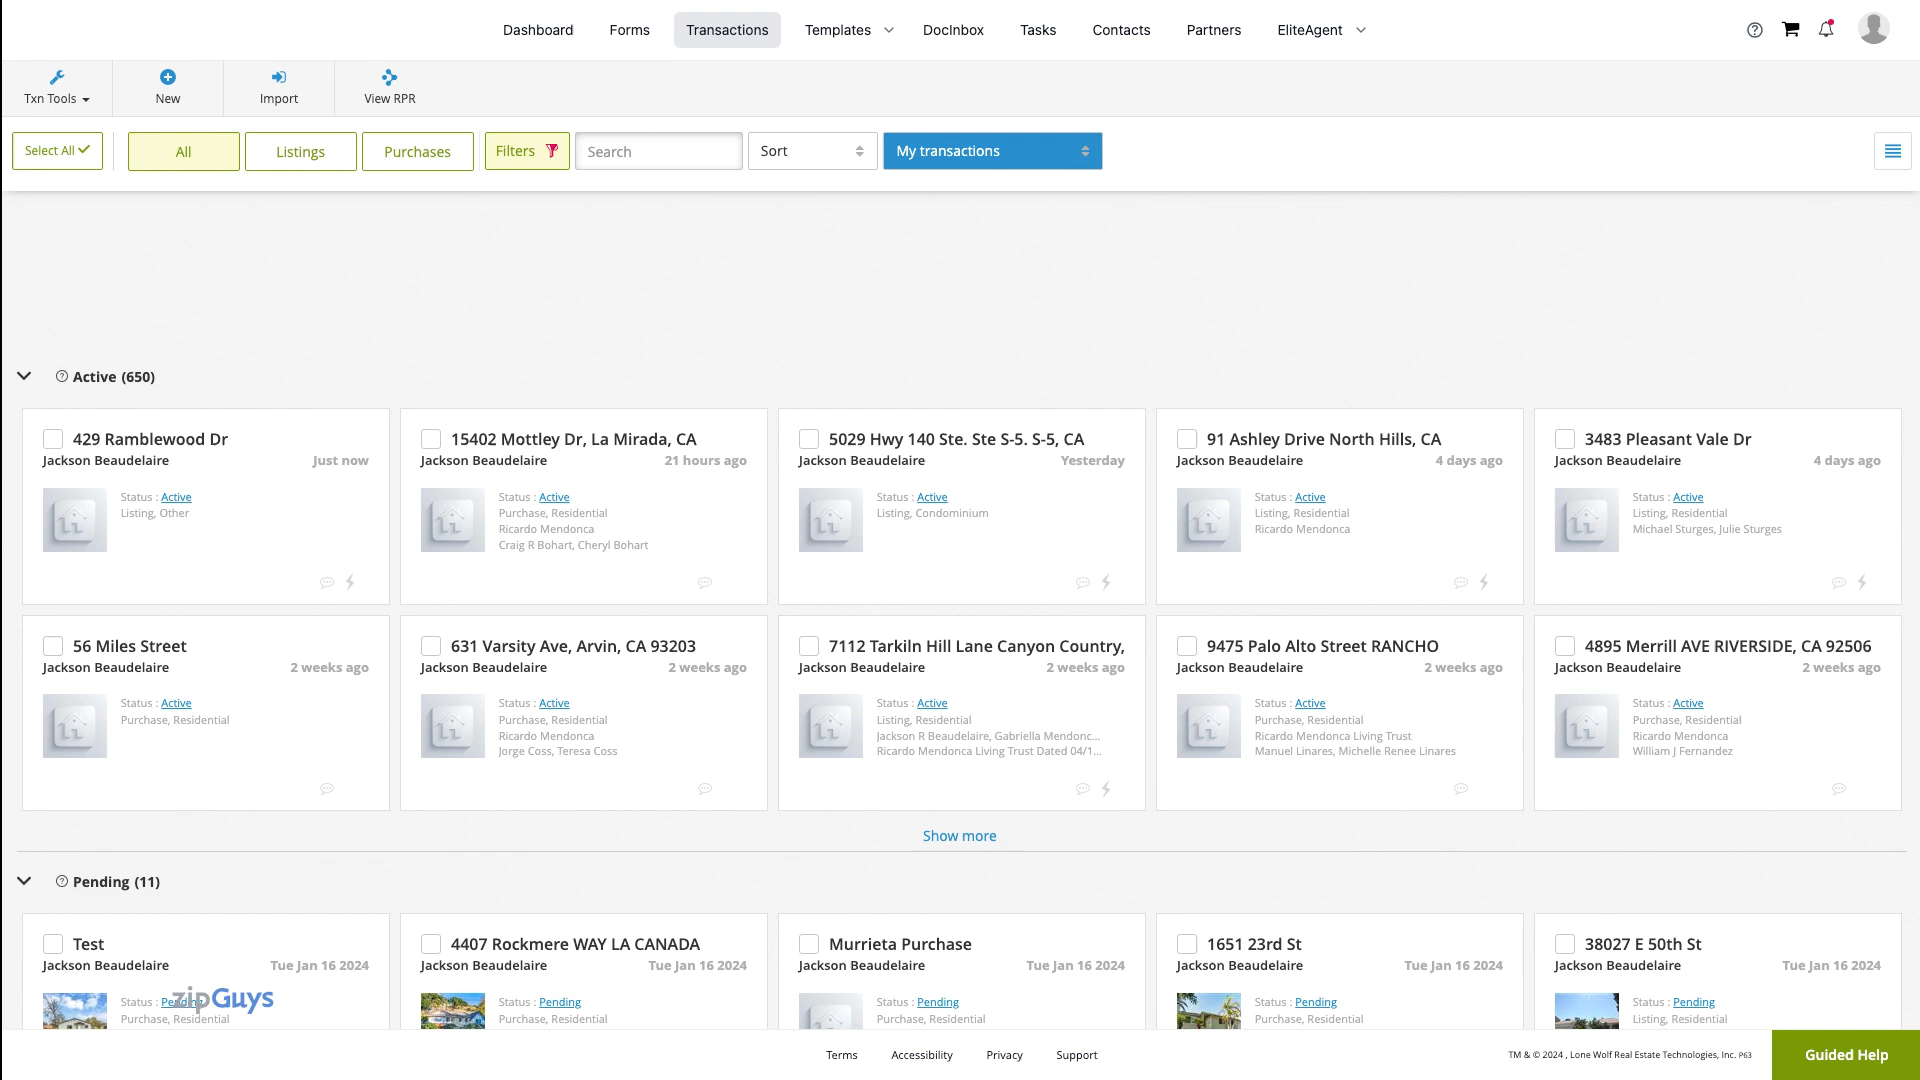 Dashboard
Forms
Transactions
Templates
DocInbox
Tasks
Contacts
Partners
EliteAgent
Txn Tools
New
Import
View RPR
Select All
All
Listings
Purchases
Filters
Search
Sort
My transactions
Active (650)
429 Ramblewood Dr
Jackson Beaudelaire
Just now
Status : Active
Listing, Other
15402 Mottley Dr, La Mirada, CA
Jackson Beaudelaire
21 hours ago
Status : Active
Purchase, Residential
Ricardo Mendonca
Craig R Bohart, Cheryl Bohart
5029 Hwy 140 Ste. Ste S-5. S-5, CA
Jackson Beaudelaire
Yesterday
Status : Active
Listing, Condominium
91 Ashley Drive North Hills, CA
Jackson Beaudelaire
4 days ago
Status : Active
Listing, Residential
Ricardo Mendonca
3483 Pleasant Vale Dr
Jackson Beaudelaire
4 days ago
Status : Active
Listing, Residential
Michael Sturges, Julie Sturges
56 Miles Street
Jackson Beaudelaire
2 weeks ago
Status : Active
Purchase, Residential
631 Varsity Ave, Arvin, CA 93203
Jackson Beaudelaire
2 weeks ago
Status : Active
Purchase, Residential
Ricardo Mendonca
Jorge Coss, Teresa Coss
7112 Tarkiln Hill Lane Canyon Country,
Jackson Beaudelaire
2 weeks ago
Status : Active
Listing, Residential
Jackson R Beaudelaire, Gabriella Mendonc...
Ricardo Mendonca Living Trust Dated 04/1...
9475 Palo Alto Street RANCHO
Jackson Beaudelaire
2 weeks ago
Status : Active
Purchase, Residential
Ricardo Mendonca Living Trust
Manuel Linares, Michelle Renee Linares
4895 Merrill AVE RIVERSIDE, CA 92506
Jackson Beaudelaire
2 weeks ago
Status : Active
Purchase, Residential
Ricardo Mendonca
William J Fernandez
Show more
Pending (11)
Test
Jackson Beaudelaire
Tue Jan 16 2024
Status : Pending
Purchase, Residential
zipGuys
4407 Rockmere WAY LA CANADA
Jackson Beaudelaire
Tue Jan 16 2024
Status : Pending
Purchase, Residential
Murrieta Purchase
Jackson Beaudelaire
Tue Jan 16 2024
Status : Pending
Purchase, Residential
1651 23rd St
Jackson Beaudelaire
Tue Jan 16 2024
Status : Pending
Purchase, Residential
38027 E 50th St
Jackson Beaudelaire
Tue Jan 16 2024
Status : Pending
Listing, Residential
Terms
Accessibility
Privacy
Support
TM & © 2024 , Lone Wolf Real Estate Technologies, Inc. P63
Guided Help